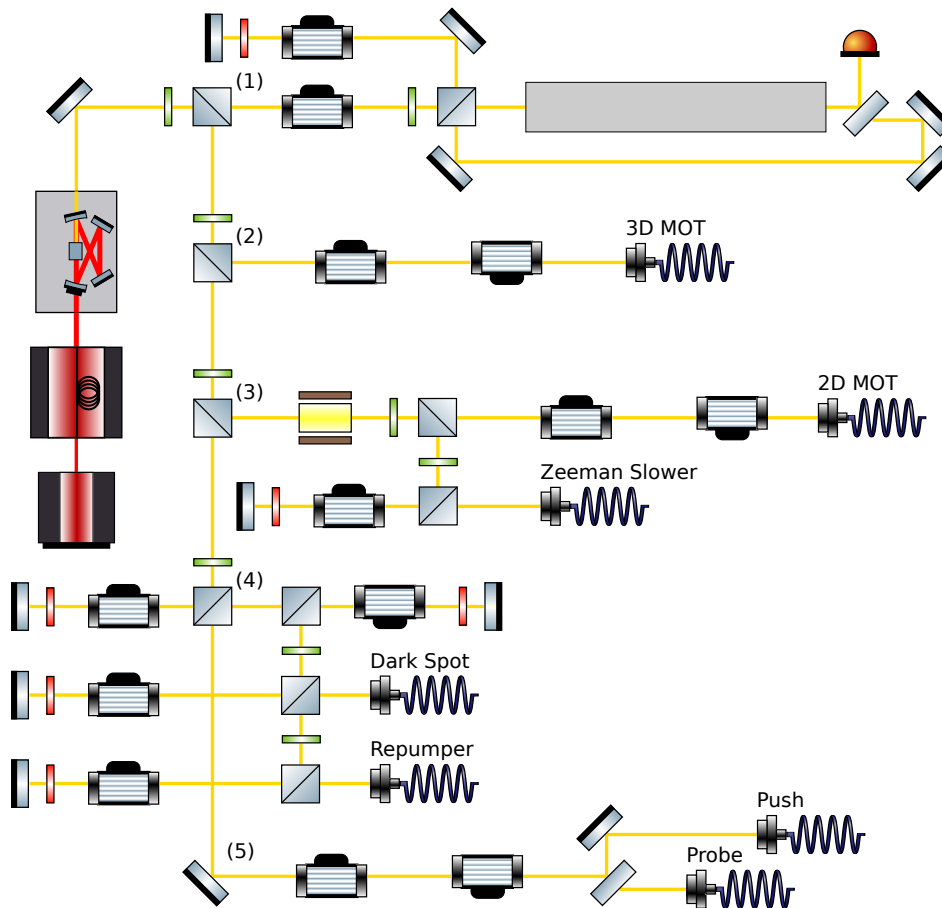 (1)
(2)
3D MOT
(3)
2D MOT
Zeeman Slower
(4)
Dark Spot
Repumper
Push
(5)
Probe